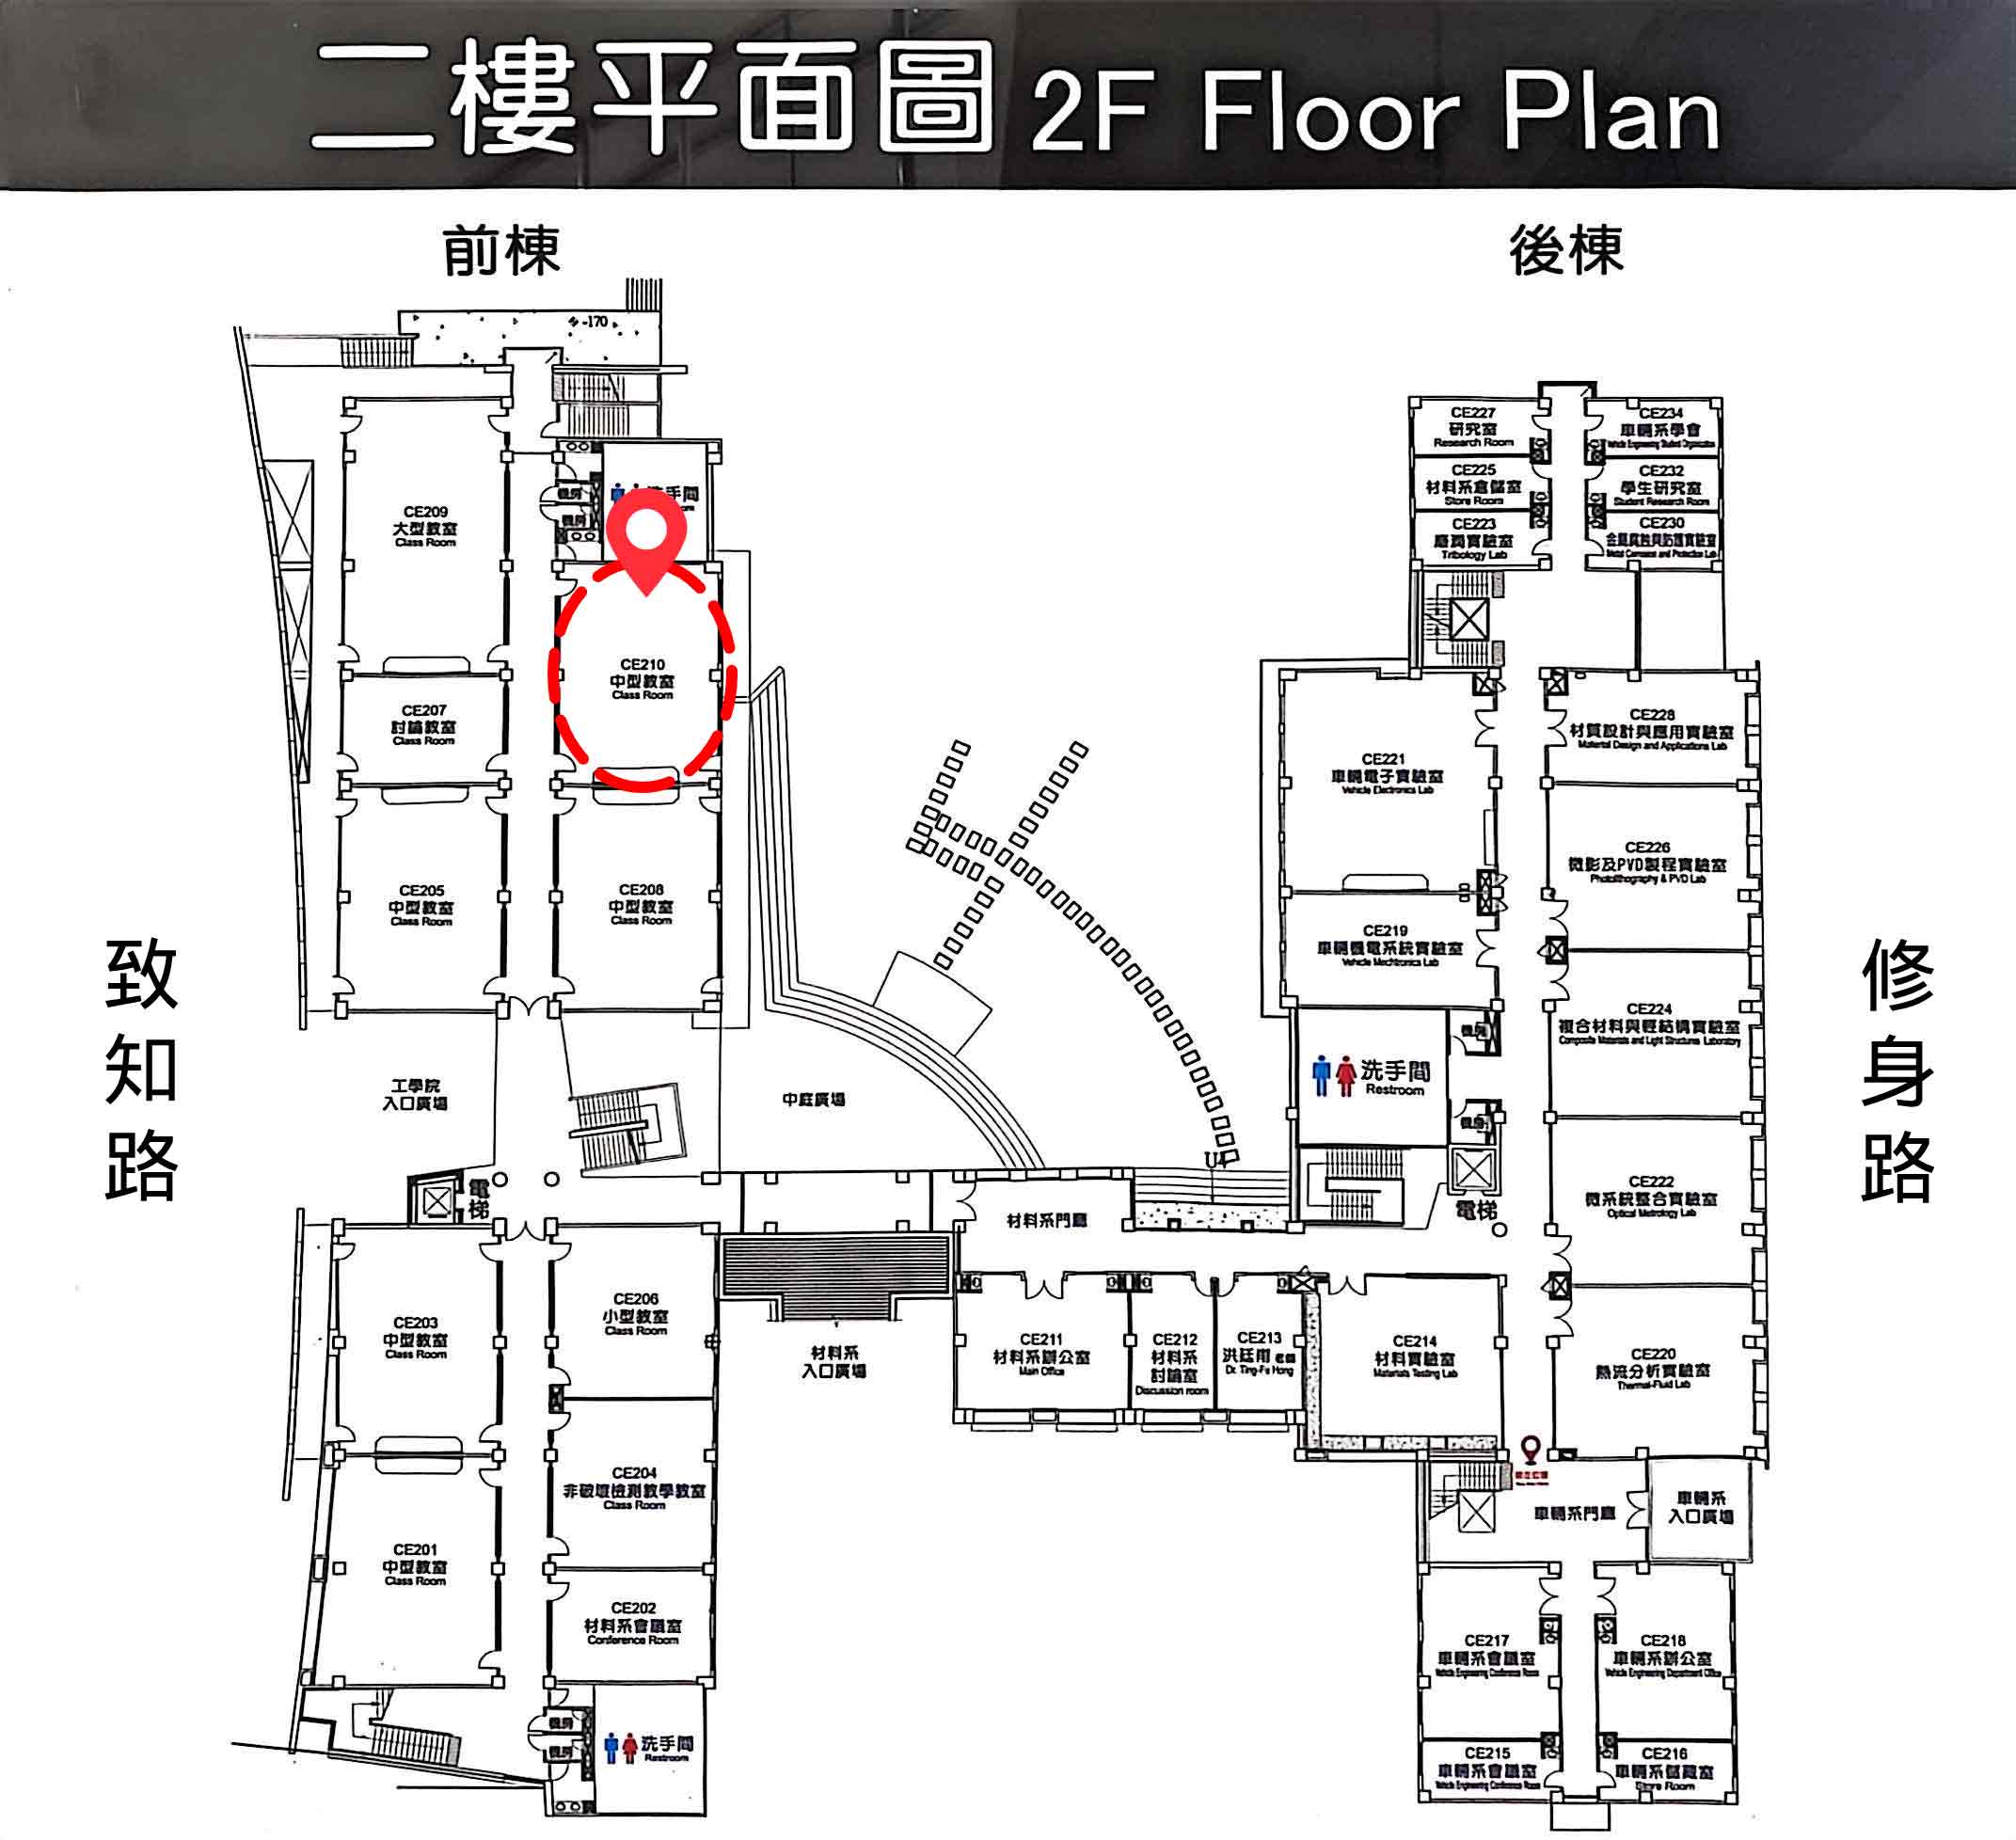 二樓平面圖 2F Floor Plan
前棟
後棟
致知路
修身路
-170
CE209
大型教室
Class Room
機房
機房
洗手間
CE210
中型教室
Class Room
CE207
討論教室
Class Room
CE205
中型教室
Class Room
CE208
中型教室
Class Room
工學院
入口廣場
中庭廣場
電梯
CE203
中型教室
Class Room
CE206
小型教室
Class Room
CE204
非破壞檢測教學教室
Class Room
CE201
中型教室
Class Room
CE202
材料系會議室
Conference Room
機房
機房
洗手間
Restroom
材料系
入口廣場
材料系門廳
CE211
材料系辦公室
Main Office
CE212
材料系
討論室
Discussion room
CE213
洪廷甫 老師
Dr. Ting-Fu Hong
CE214
材料實驗室
Materials Testing Lab
CE227
研究室
Research Room
CE225
材料系倉儲室
Store Room
CE223
磨潤實驗室
Tribology Lab
CE234
車輛系學會
Vehicle Engineering Student Organization
CE232
學生研究室
Student Research Room
CE230
金屬腐蝕與防護實驗室
Metal Corrosion and Protection Lab
CE221
車輛電子實驗室
Vehicle Electronics Lab
CE219
車輛機電系統實驗室
Vehicle Mechtronics Lab
機房
洗手間
Restroom
機房
電梯
CE228
材質設計與應用實驗室
Material Design and Applications Lab
CE226
微影及PVD製程實驗室
Photolithography & PVD Lab
CE224
複合材料與輕結構實驗室
Composite Materials and Light Structures Laboratory
CE222
微系統整合實驗室
Optical Metrology Lab
CE220
熱流分析實驗室
Thermal-Fluid Lab
車輛系門廳
車輛系
入口廣場
CE217
車輛系會議室
Vehicle Engineering Conference Room
CE218
車輛系辦公室
Vehicle Engineering Department Office
CE215
車輛系會議室
Vehicle Engineering Conference Room
CE216
車輛系儲藏室
Store Room